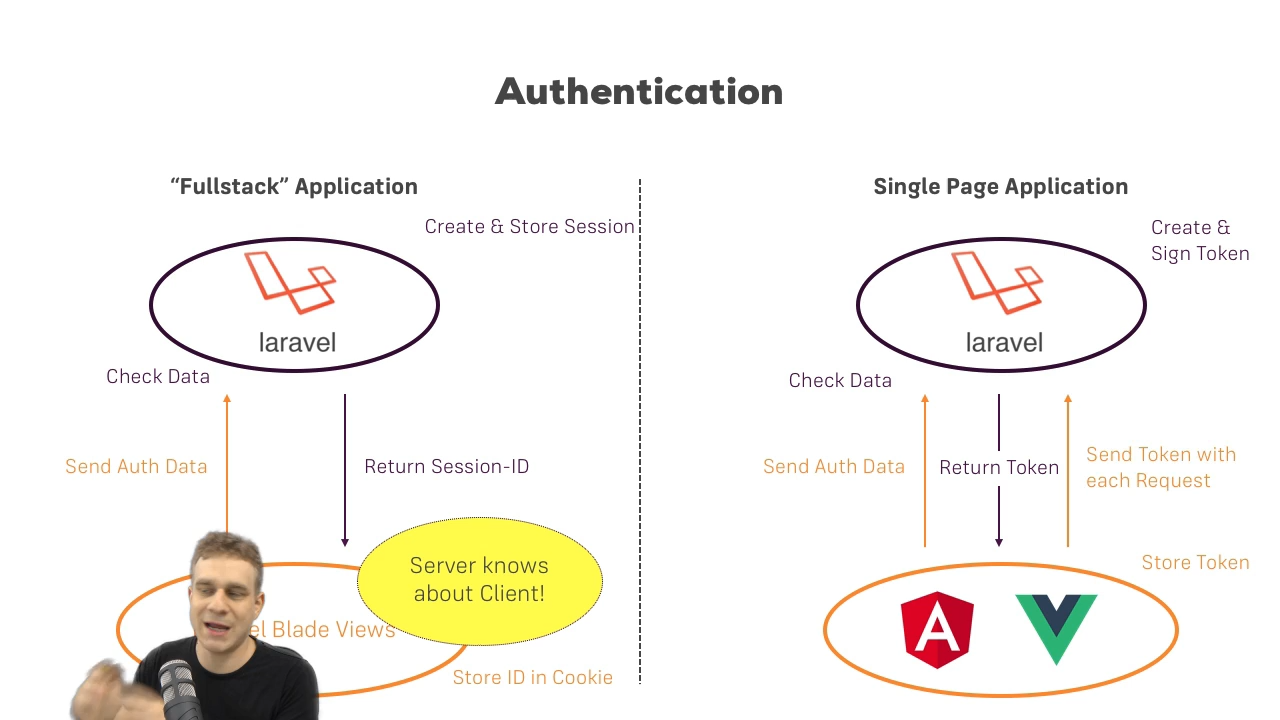 Authentication
“Fullstack” Application
Create & Store Session
laravel
Check Data
Send Auth Data
Return Session-ID
Server knows
about Client!
Blade Views
Store ID in Cookie
Single Page Application
Create &
Sign Token
laravel
Check Data
Send Auth Data
Return Token
Send Token with
each Request
Store Token
A